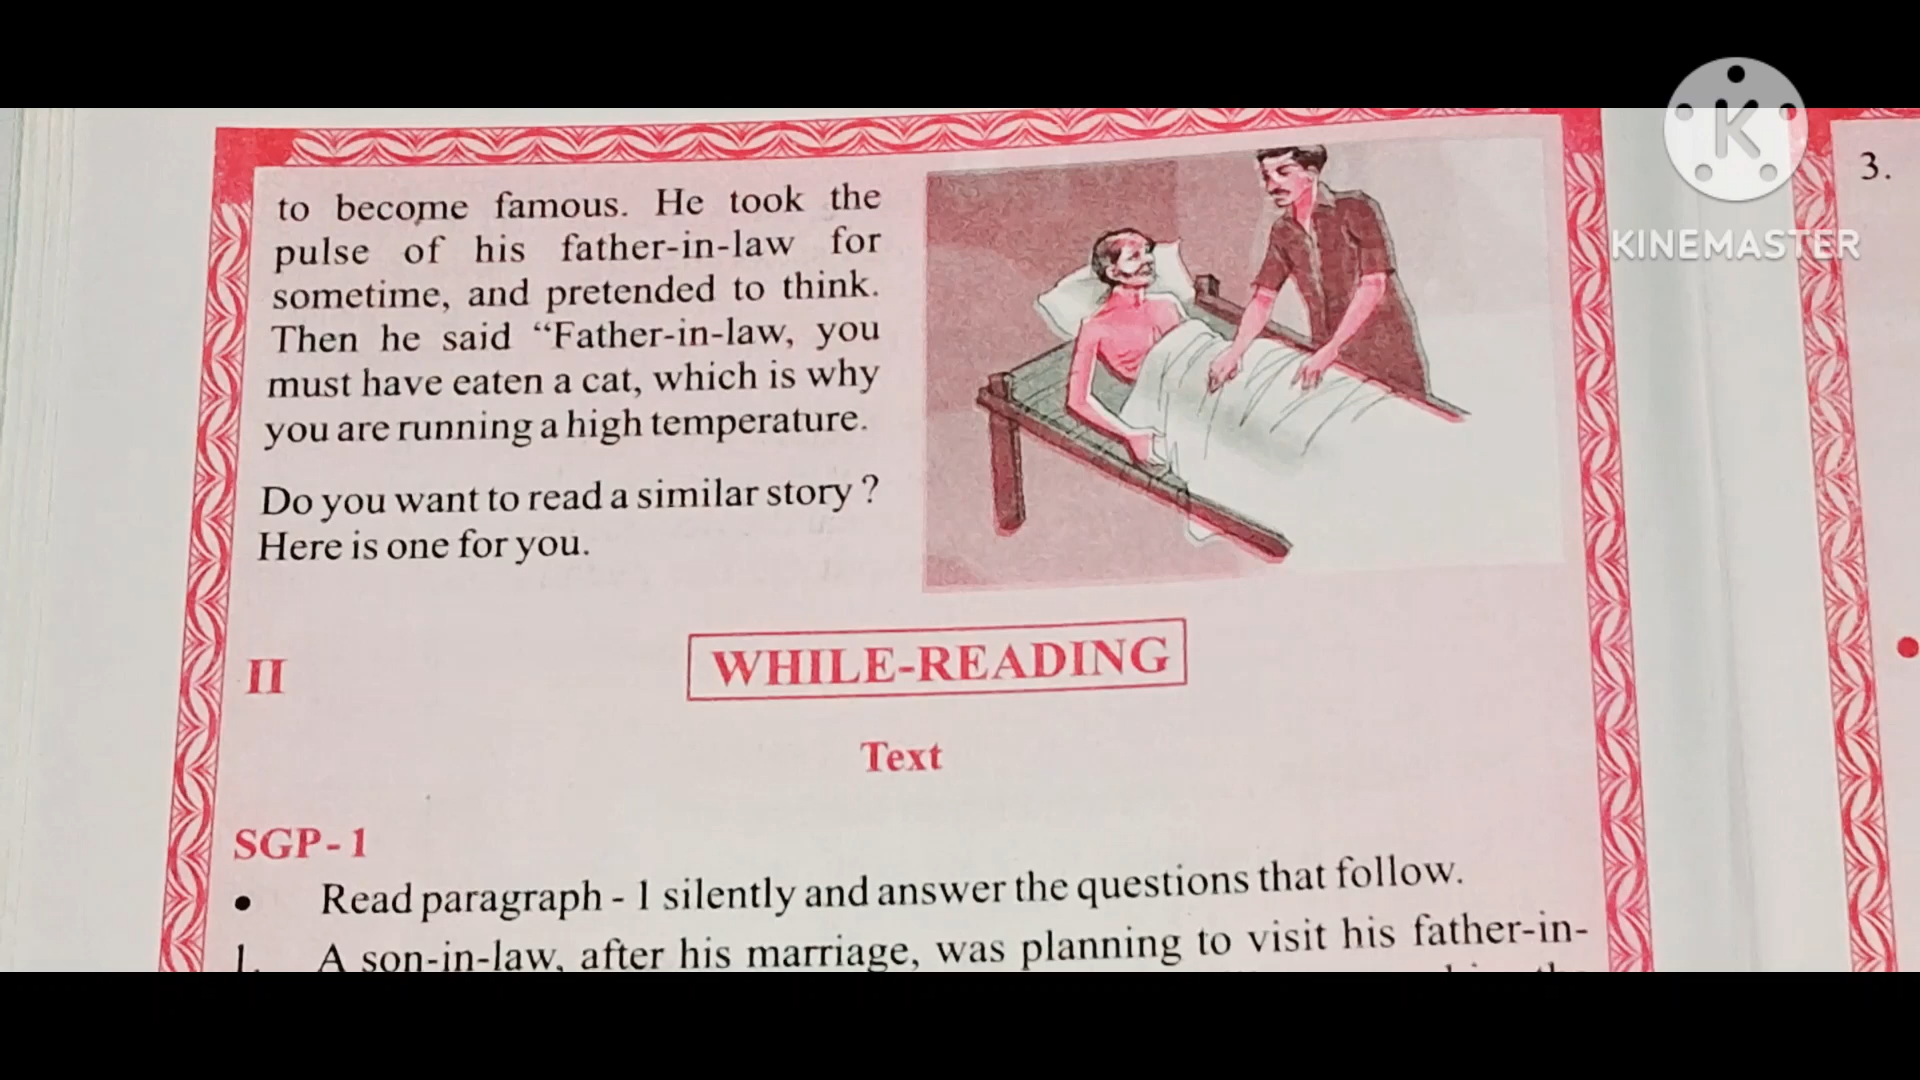 K
KINEMASTER
to become famous. He took the
pulse of his father-in-law for
sometime, and pretended to think.
Then he said “Father-in-law, you
must have eaten a cat, which is why
you are running a high temperature.
Do you want to read a similar story ?
Here is one for you.
II
WHILE-READING
Text
SGP-1
• Read paragraph - 1 silently and answer the questions that follow.
1. A son-in-law, after his marriage, was planning to visit his father-in-
3.